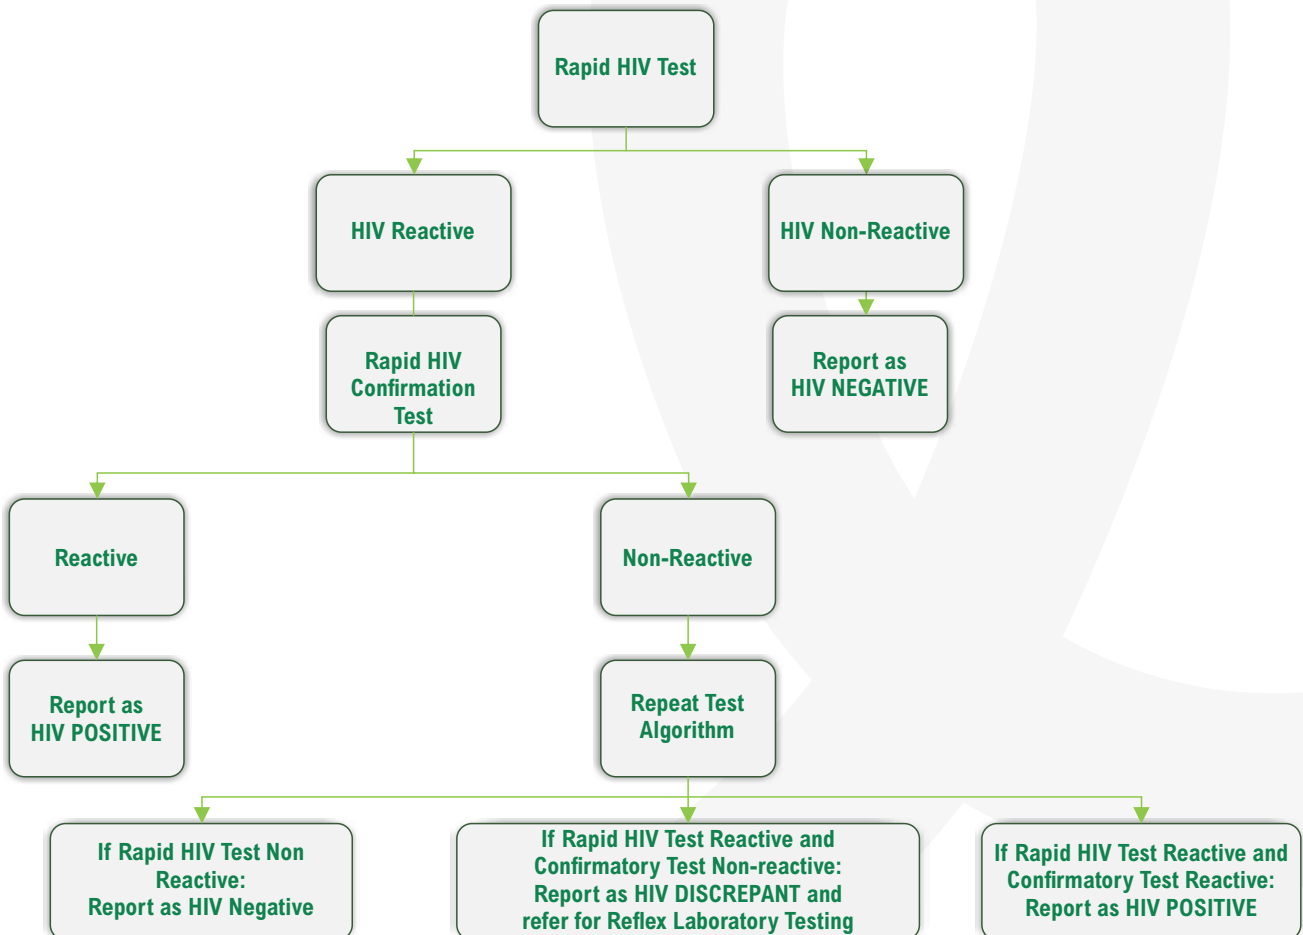 Rapid HIV Test
HIV Reactive
HIV Non-Reactive
Rapid HIV
Confirmation
Test
Report as
HIV NEGATIVE
Reactive
Non-Reactive
Report as
HIV POSITIVE
Repeat Test
Algorithm
If Rapid HIV Test Non
Reactive:
Report as HIV Negative
If Rapid HIV Test Reactive and
Confirmatory Test Non-reactive:
Report as HIV DISCREPANT and
refer for Reflex Laboratory Testing
If Rapid HIV Test Reactive and
Confirmatory Test Reactive:
Report as HIV POSITIVE